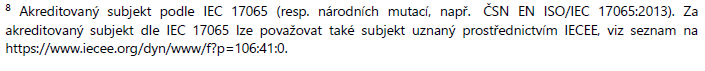 ⁸ Akreditovaný subjekt podle IEC 17065 (resp. národních mutací, např. ČSN EN ISO/IEC 17065:2013). Za
akreditovaný subjekt dle IEC 17065 lze považovat také subjekt uznaný prostřednictvím IECEE, viz seznam na
https://www.iecee.org/dyn/www/f?p=106:41:0.